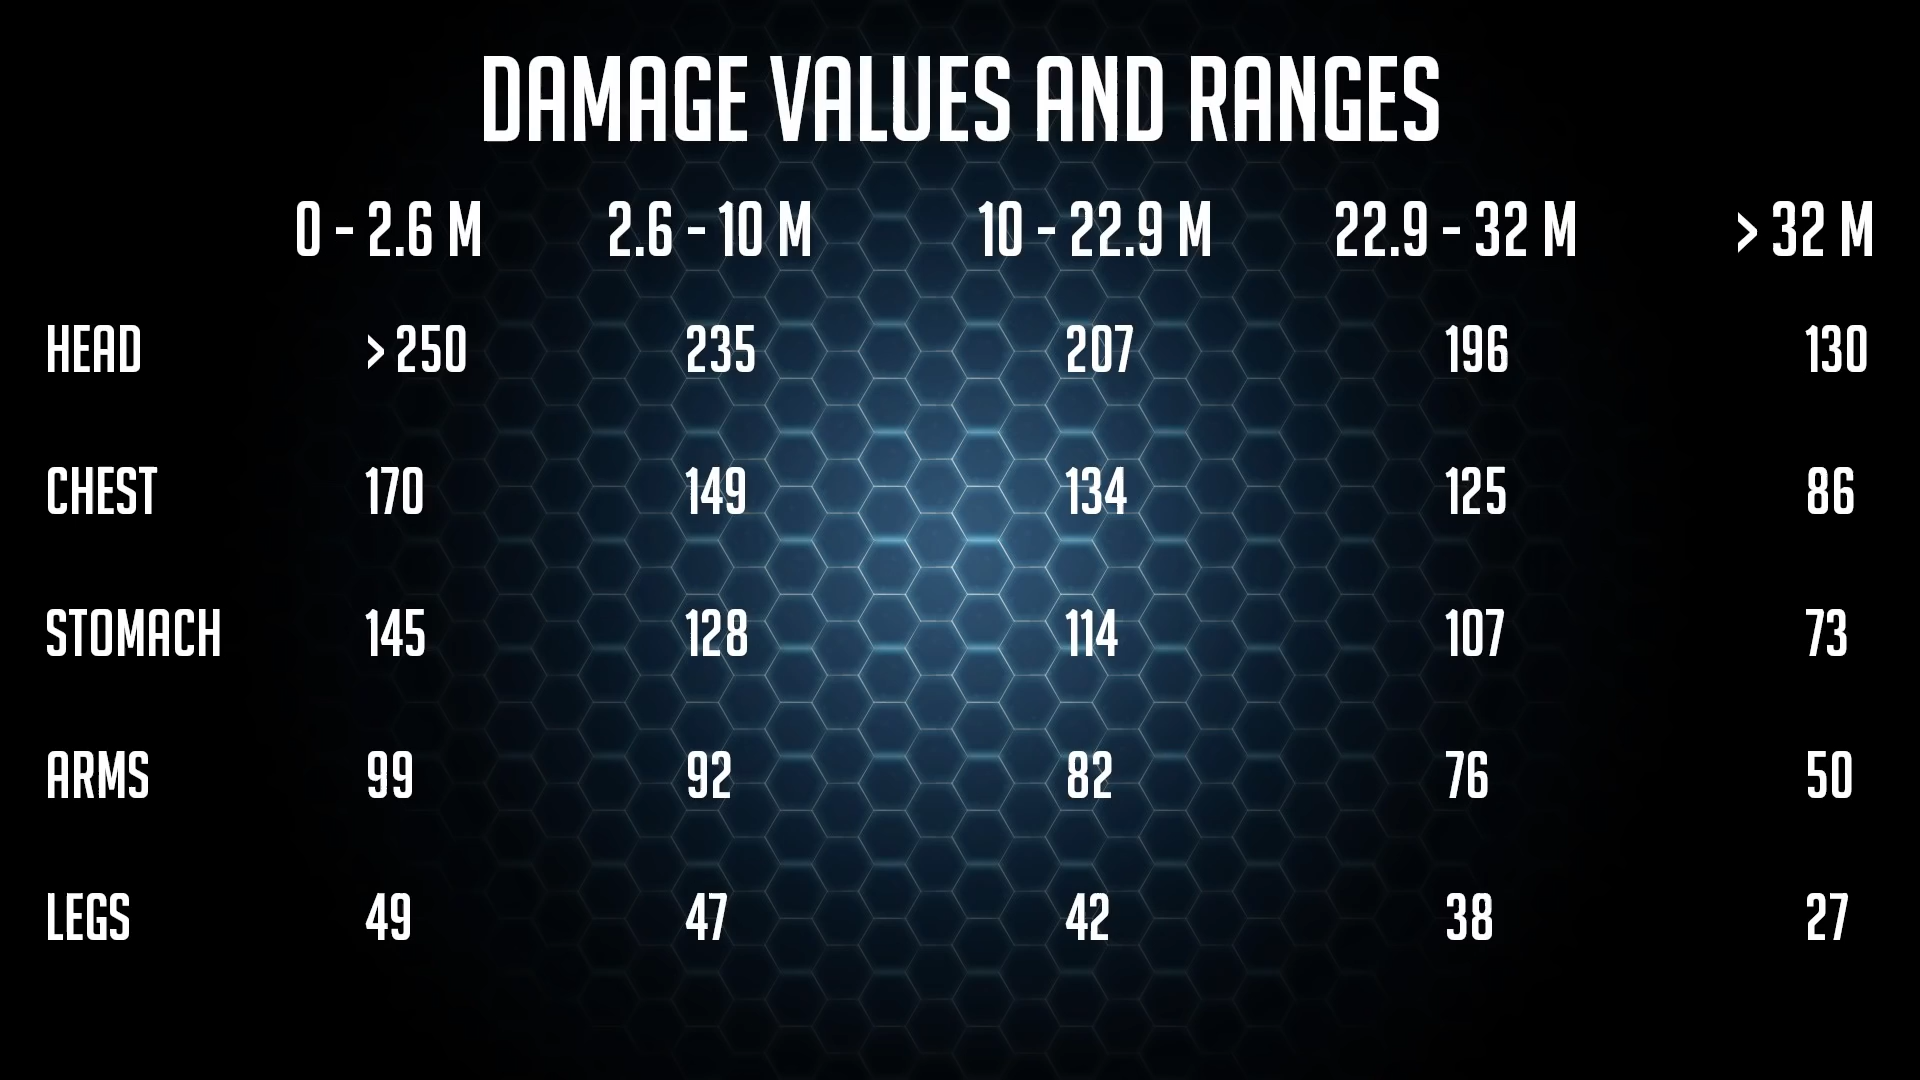 DAMAGE VALUES AND RANGES
0 - 2.6 M 2.6 - 10 M 10 - 22.9 M 22.9 - 32 M > 32 M
HEAD > 250 235 207 196 130
CHEST 170 149 134 125 86
STOMACH 145 128 114 107 73
ARMS 99 92 82 76 50
LEGS 49 47 42 38 27